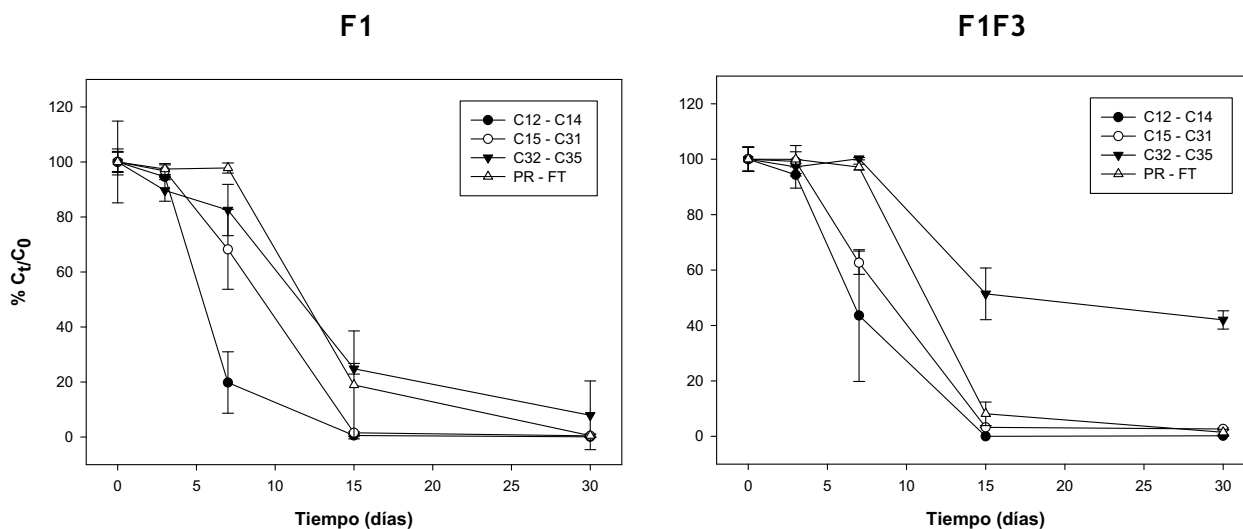 F1
F1F3
% Ct/C0
120
100
80
60
40
20
0
C12 - C14
C15 - C31
C32 - C35
PR - FT
0 5 10 15 20 25 30
Tiempo (días)
120
100
80
60
40
20
0
C12 - C14
C15 - C31
C32 - C35
PR - FT
0 5 10 15 20 25 30
Tiempo (días)